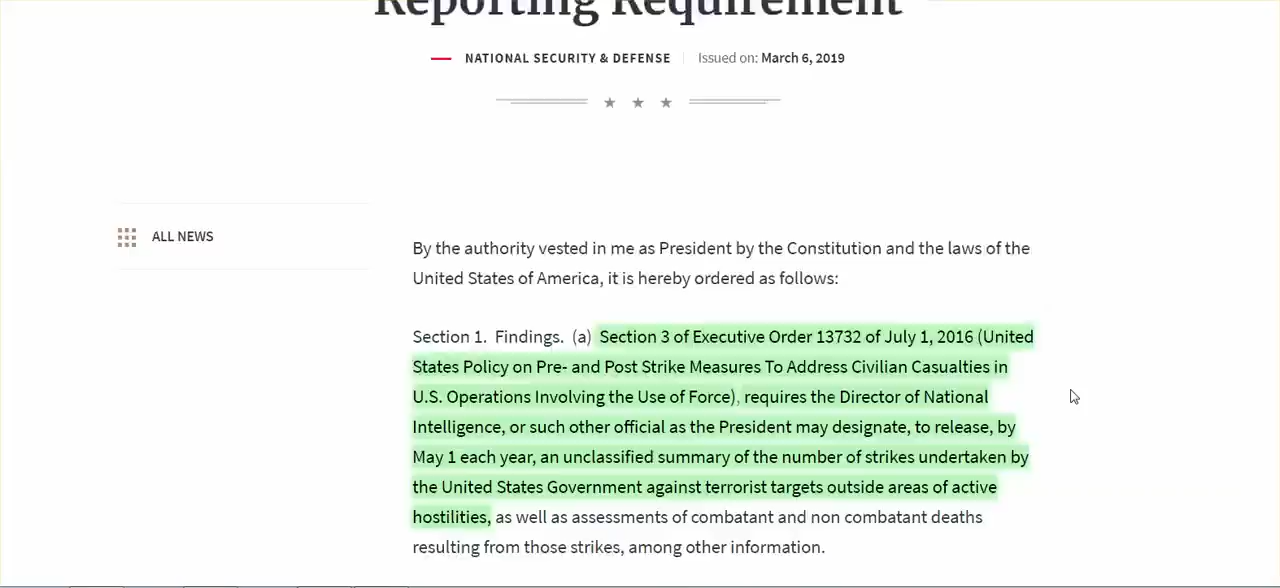 Reporting Requirement
NATIONAL SECURITY & DEFENSE Issued on: March 6, 2019
ALL NEWS
By the authority vested in me as President by the Constitution and the laws of the
United States of America, it is hereby ordered as follows:
Section 1. Findings. (a) Section 3 of Executive Order 13732 of July 1, 2016 (United
States Policy on Pre- and Post Strike Measures To Address Civilian Casualties in
U.S. Operations Involving the Use of Force), requires the Director of National
Intelligence, or such other official as the President may designate, to release, by
May 1 each year, an unclassified summary of the number of strikes undertaken by
the United States Government against terrorist targets outside areas of active
hostilities, as well as assessments of combatant and non combatant deaths
resulting from those strikes, among other information.